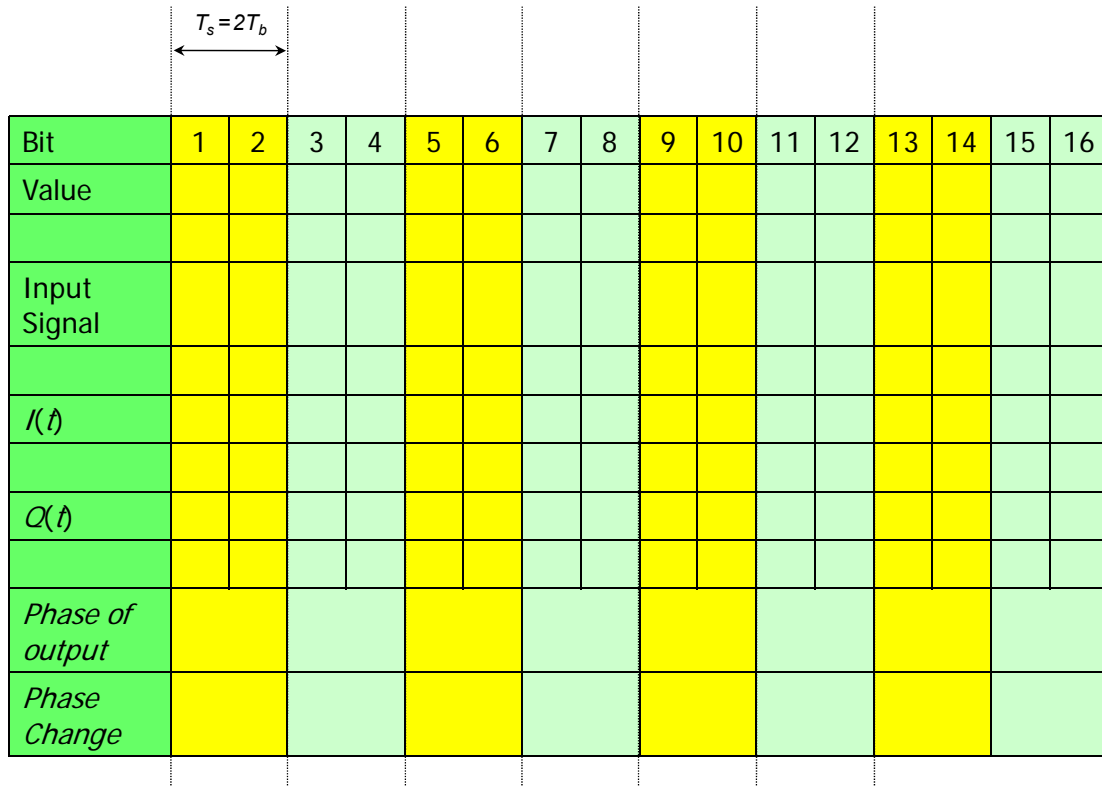 Ts=2Tb
Bit 1 2 3 4 5 6 7 8 9 10 11 12 13 14 15 16
Value
Input
Signal
I(t)
Q(t)
Phase of
output
Phase
Change